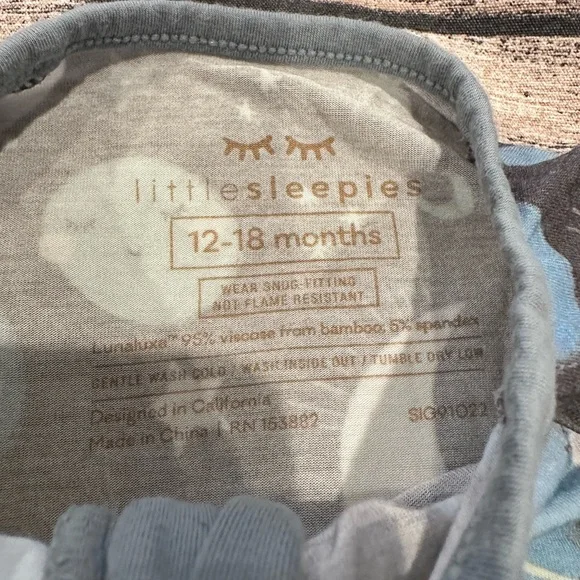 littlesleepies
12-18 months
WEAR SNUG-FITTING
NOT FLAME RESISTANT
Lunaluxe™ 95% viscose from bamboo, 5% spandex
GENTLE WASH COLD / WASH INSIDE OUT / TUMBLE DRY LOW
Designed in California
Made in China | RN 153882 SIG91022